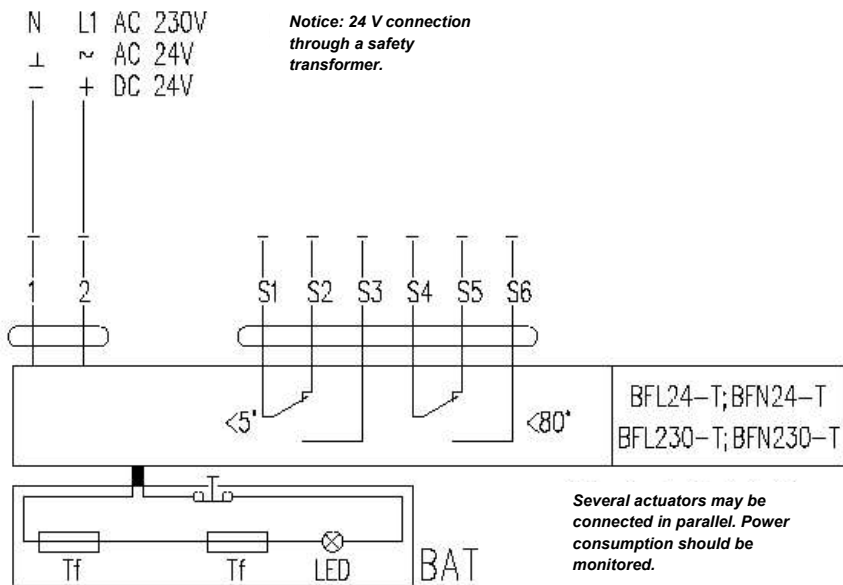 N L1 AC 230V
⊥ ~ AC 24V
– + DC 24V
Notice: 24 V connection
through a safety
transformer.
1 2 S1 S2 S3 S4 S5 S6
<5° <80°
BFL24-T; BFN24-T
BFL230-T; BFN230-T
Tf Tf LED BAT
Several actuators may be
connected in parallel. Power
consumption should be
monitored.